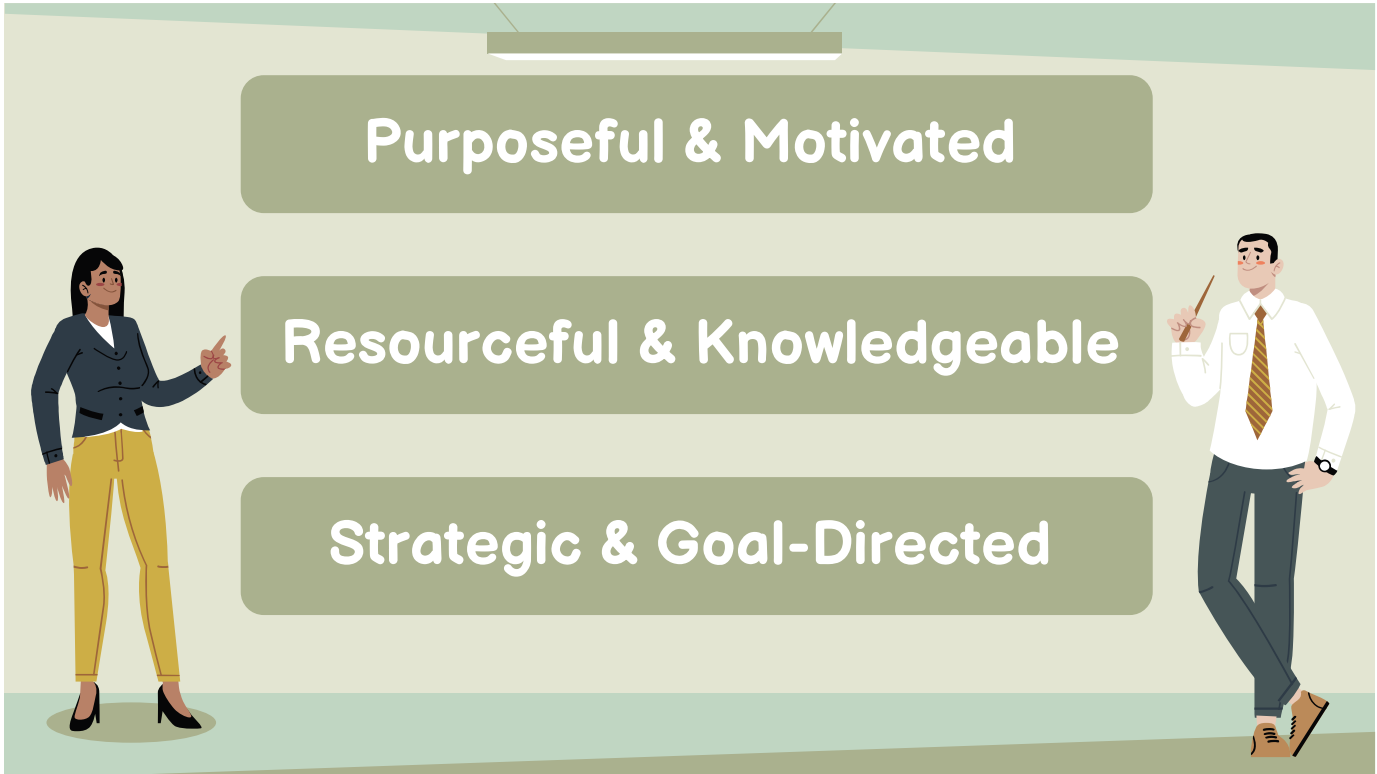 Purposeful & Motivated
Resourceful & Knowledgeable
Strategic & Goal-Directed